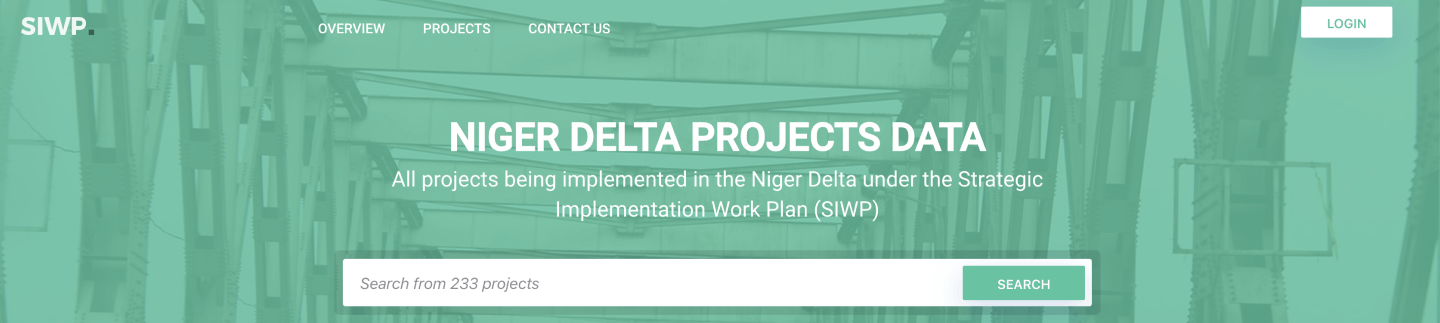 SIWP.
OVERVIEW PROJECTS CONTACT US
LOGIN
NIGER DELTA PROJECTS DATA
All projects being implemented in the Niger Delta under the Strategic
Implementation Work Plan (SIWP)
Search from 233 projects
SEARCH